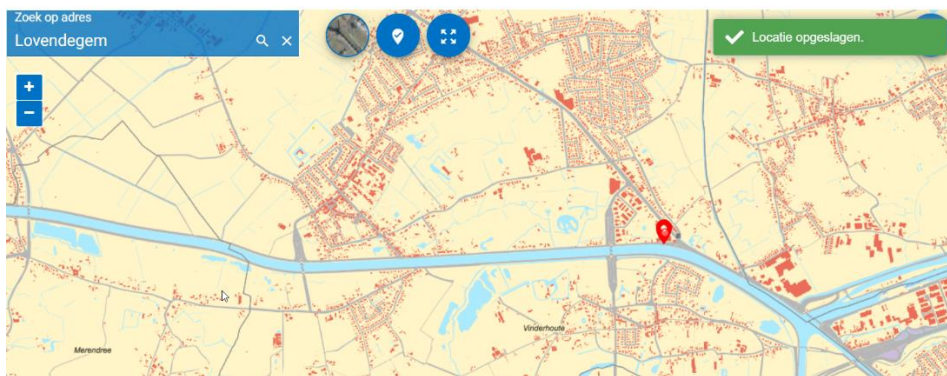 Zoek op adres
Lovendegem
Locatie opgeslagen.
+
−
Vinderhoute
Merendree